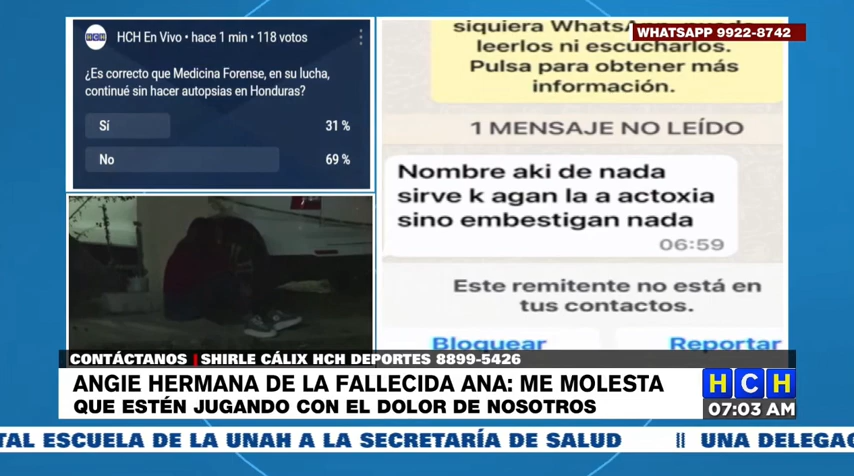 HCH HCH En Vivo • hace 1 min • 118 votos
¿Es correcto que Medicina Forense, en su lucha,
continué sin hacer autopsias en Honduras?
Sí 31 %
No 69 %
siquiera WhatsApp, puede
leerlos ni escucharlos.
Pulsa para obtener más
información.
WHATSAPP 9922-8742
1 MENSAJE NO LEÍDO
Nombre aki de nada
sirve k agan la a actoxia
sino embestigan nada
06:59
Este remitente no está en
tus contactos.
Bloquear Reportar
CONTÁCTANOS | SHIRLE CÁLIX HCH DEPORTES 8899-5426
ANGIE HERMANA DE LA FALLECIDA ANA: ME MOLESTA
QUE ESTÉN JUGANDO CON EL DOLOR DE NOSOTROS
HCH
07:03 AM
TAL ESCUELA DE LA UNAH A LA SECRETARÍA DE SALUD || UNA DELEGAC